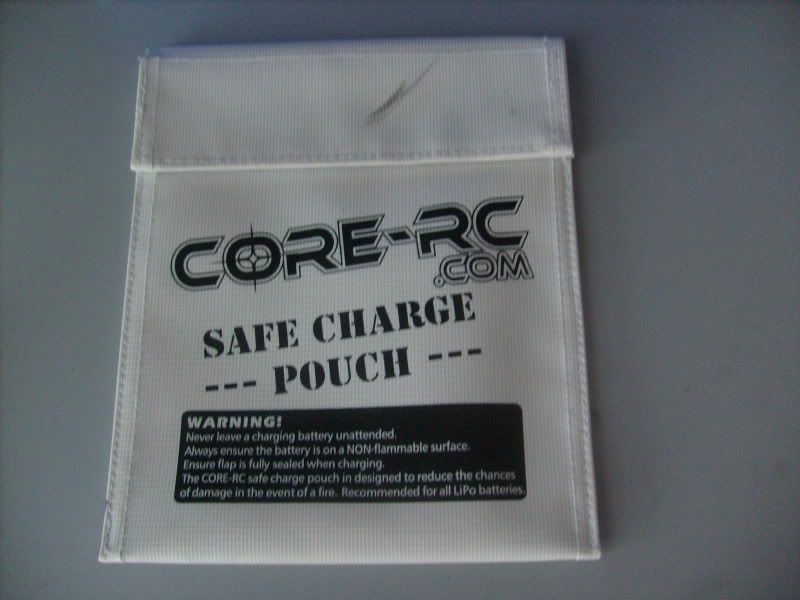 CORE-RC
.COM
SAFE CHARGE
--- POUCH ---
WARNING!
Never leave a charging battery unattended.
Always ensure the battery is on a NON-flammable surface.
Ensure flap is fully sealed when charging.
The CORE-RC safe charge pouch in designed to reduce the chances
of damage in the event of a fire. Recommended for all LiPo batteries.